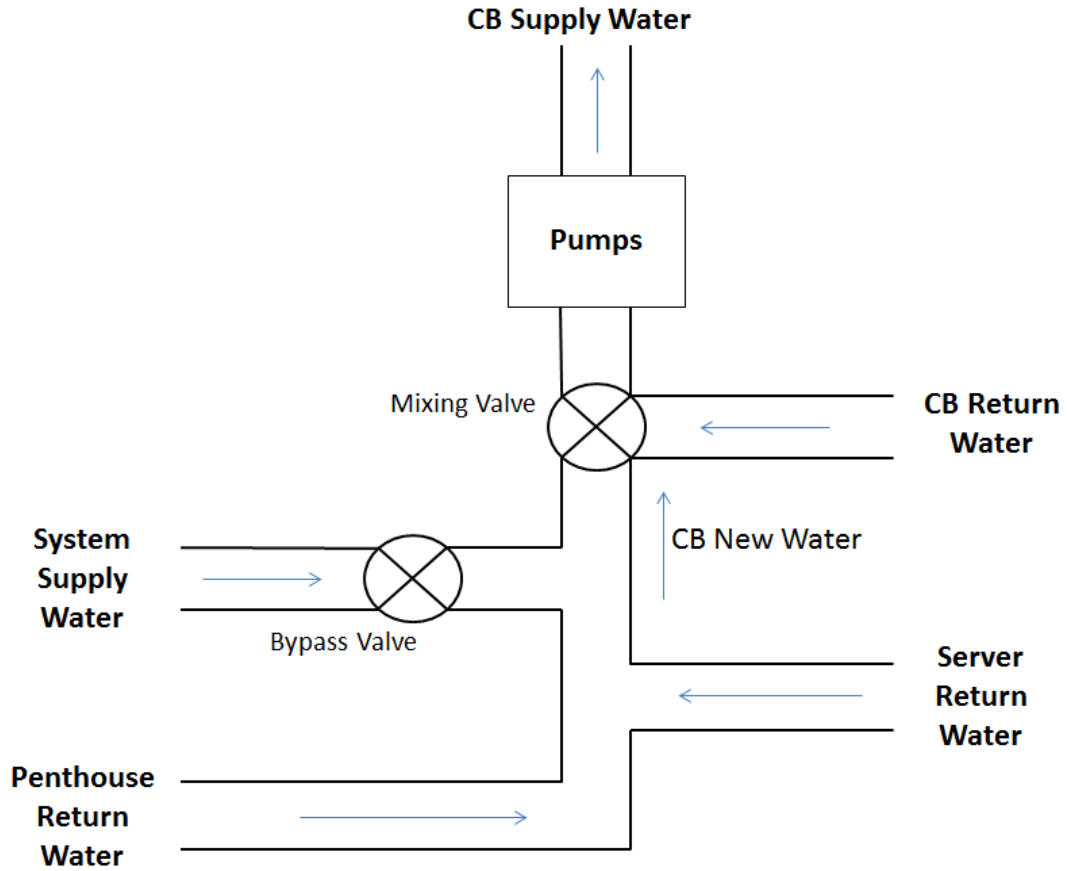 CB Supply Water
Pumps
Mixing Valve
CB Return
Water
System
Supply
Water
CB New Water
Bypass Valve
Server
Return
Water
Penthouse
Return
Water